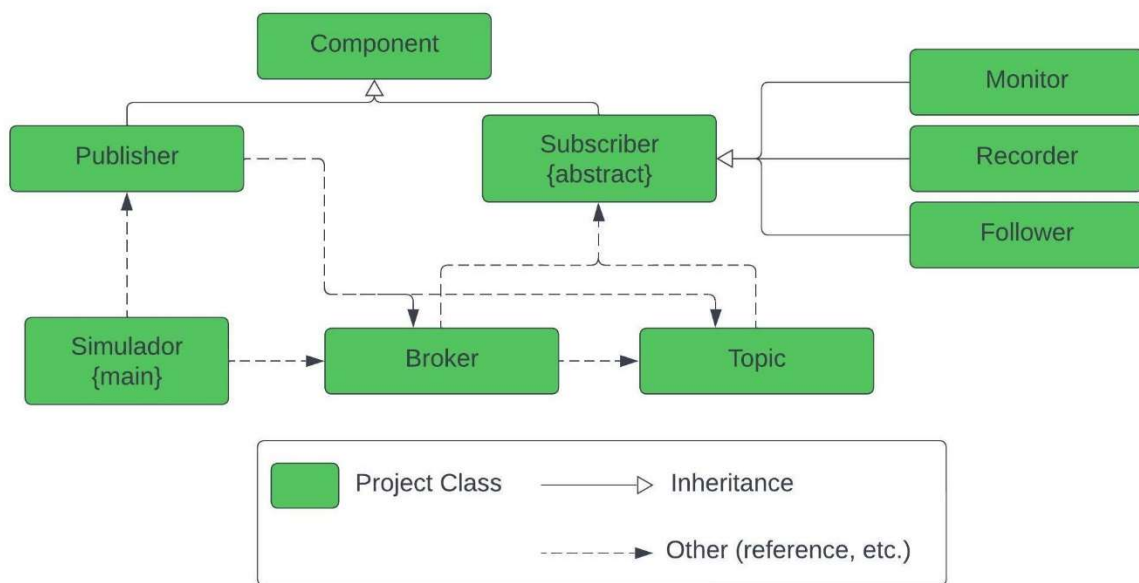 Component
Monitor
Publisher
Subscriber
{abstract}
Recorder
Follower
Simulador
{main}
Broker
Topic
Project Class
Inheritance
Other (reference, etc.)